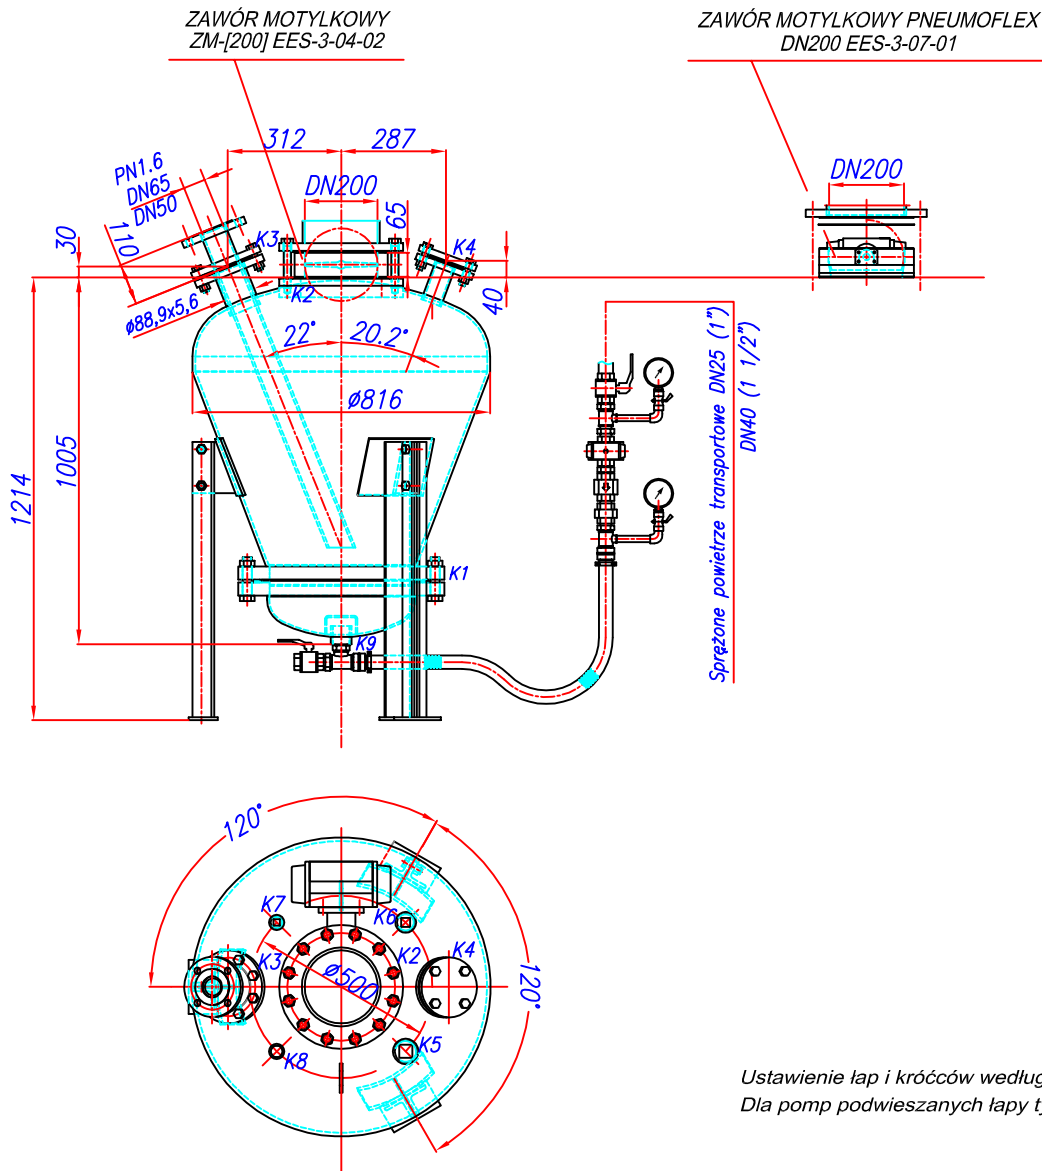 ZAWÓR MOTYLKOWY
ZM-[200] EES-3-04-02
ZAWÓR MOTYLKOWY PNEUMOFLEX
DN200 EES-3-07-01
312
287
PN1.6
DN65
DN50
DN200
DN200
65
30
110
K3
K4
K2
40
ø88,9x5,6
22°
20.2°
ø816
1214
1005
K1
K9
Sprężone powietrze transportowe DN25 (1")
DN40 (1 1/2")
120°
K7
K6
K3
K2
K4
ø500
120°
K8
K5
Ustawienie łap i króćców według
Dla pomp podwieszanych łapy ty